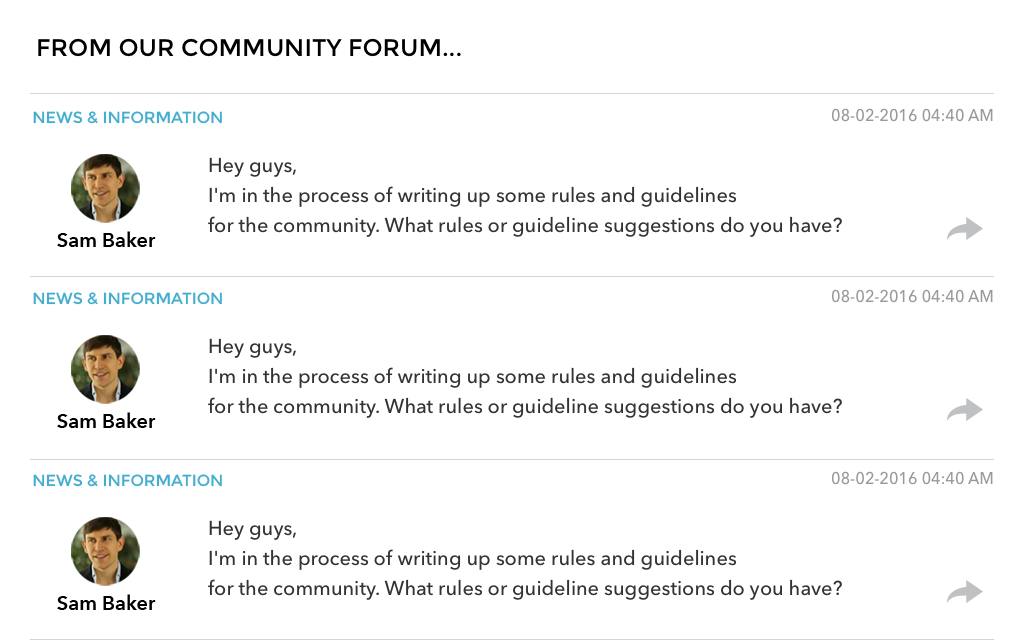 FROM OUR COMMUNITY FORUM...
NEWS & INFORMATION
08-02-2016 04:40 AM
Hey guys,
I'm in the process of writing up some rules and guidelines
for the community. What rules or guideline suggestions do you have?
Sam Baker
NEWS & INFORMATION
08-02-2016 04:40 AM
Hey guys,
I'm in the process of writing up some rules and guidelines
for the community. What rules or guideline suggestions do you have?
Sam Baker
NEWS & INFORMATION
08-02-2016 04:40 AM
Hey guys,
I'm in the process of writing up some rules and guidelines
for the community. What rules or guideline suggestions do you have?
Sam Baker